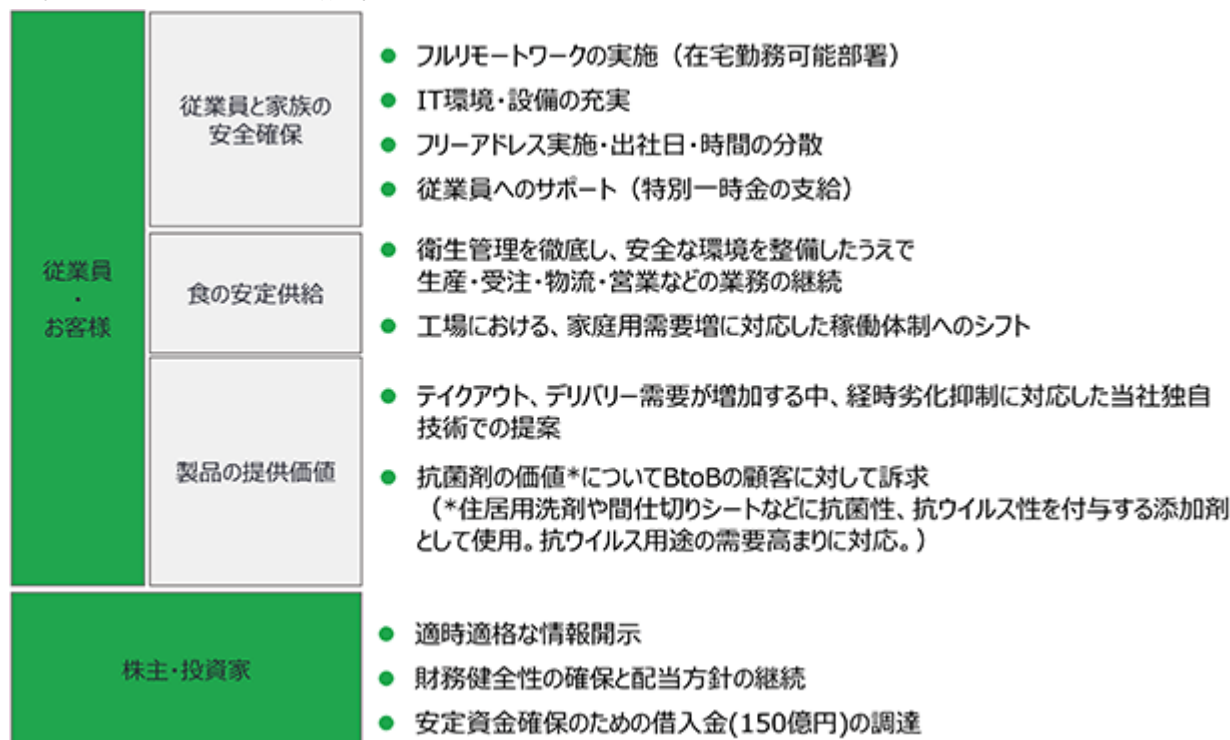 従業員
・
お客様
従業員と家族の
安全確保
● フルリモートワークの実施（在宅勤務可能部署）
● IT環境・設備の充実
● フリーアドレス実施・出社日・時間の分散
● 従業員へのサポート（特別一時金の支給）
食の安定供給
● 衛生管理を徹底し、安全な環境を整備したうえで
生産・受注・物流・営業などの業務の継続
● 工場における、家庭用需要増に対応した稼働体制へのシフト
製品の提供価値
● テイクアウト、デリバリー需要が増加する中、経時劣化抑制に対応した当社独自
技術での提案
● 抗菌剤の価値*についてBtoBの顧客に対して訴求
（*住居用洗剤や間仕切りシートなどに抗菌性、抗ウイルス性を付与する添加剤
として使用。抗ウイルス用途の需要高まりに対応。）
株主・投資家
● 適時適格な情報開示
● 財務健全性の確保と配当方針の継続
● 安定資金確保のための借入金(150億円)の調達